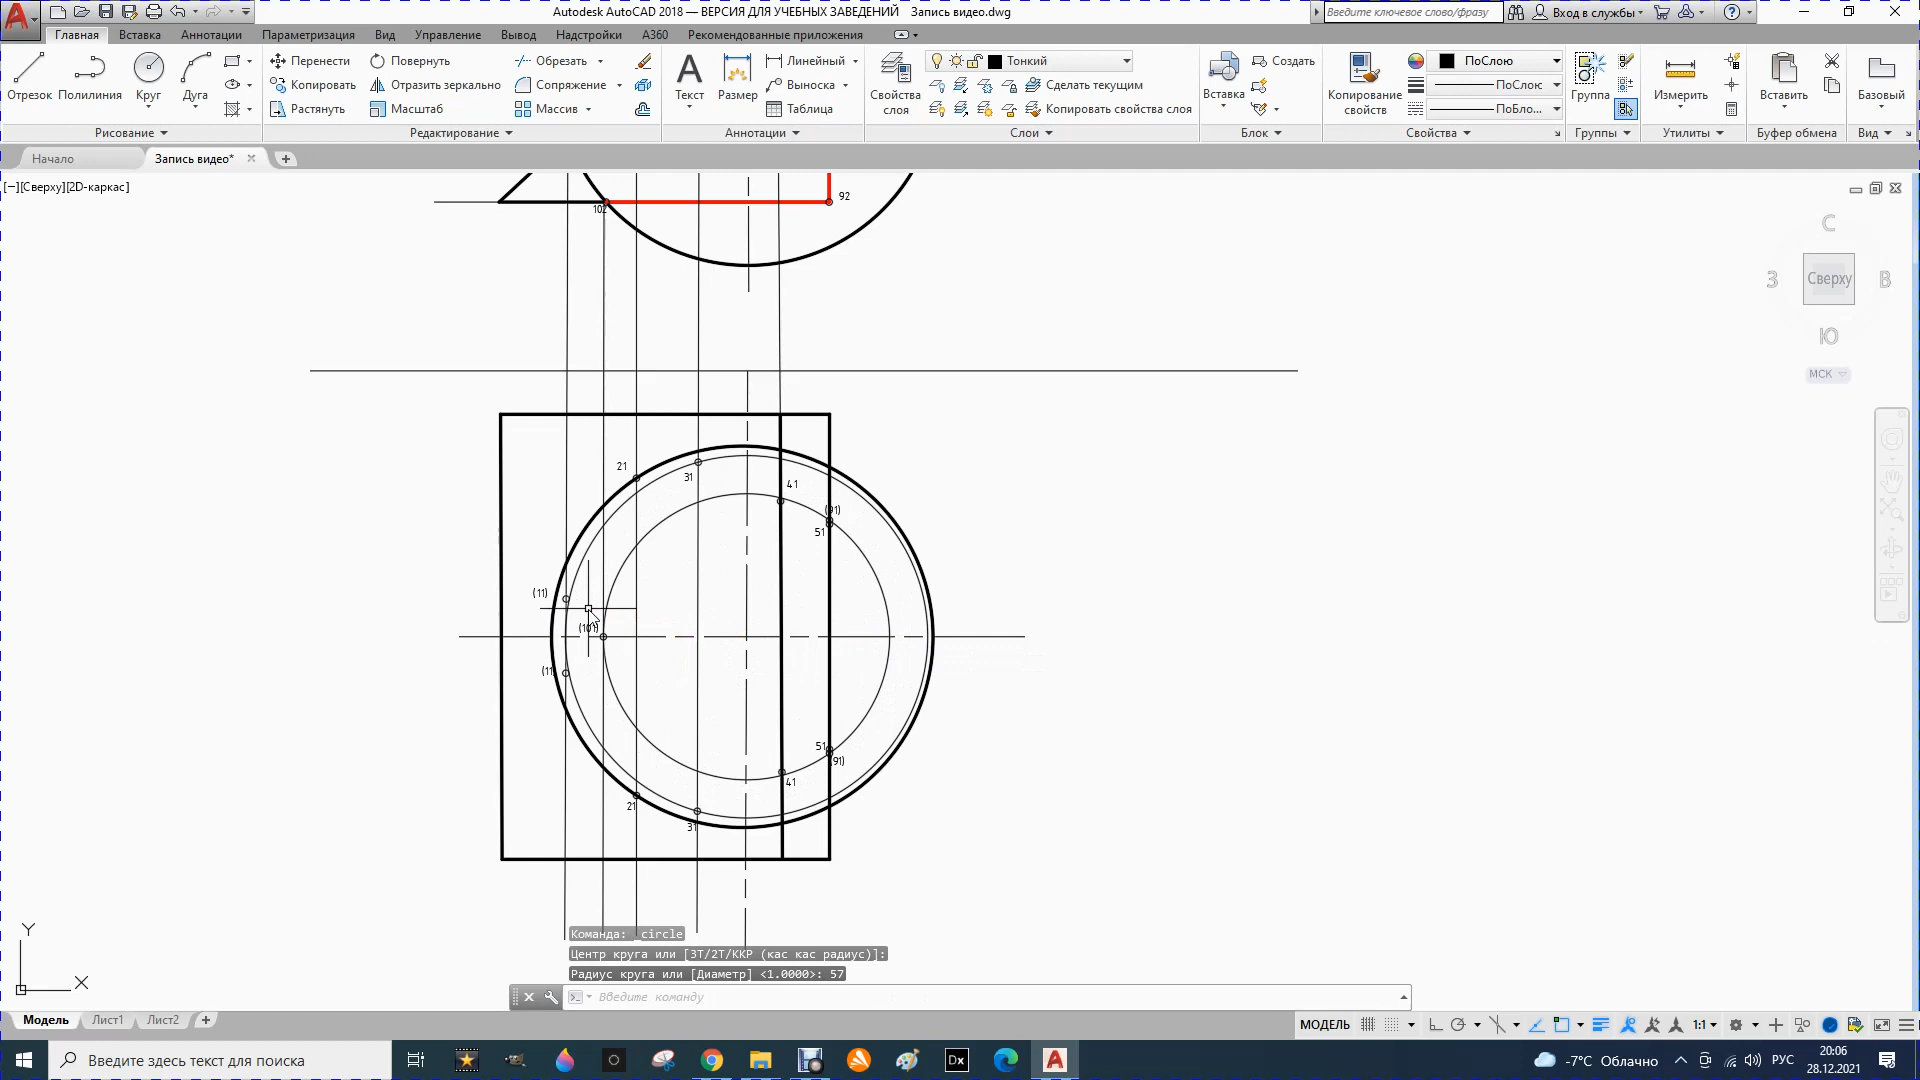 Autodesk AutoCAD 2018 — ВЕРСИЯ ДЛЯ УЧЕБНЫХ ЗАВЕДЕНИЙ Запись видео.dwg
Введите ключевое слово/фразу
Вход в службы
Главная Вставка Аннотации Параметризация Вид Управление Вывод Надстройки A360 Рекомендованные приложения
Отрезок Полилиния Круг Дуга
Перенести Повернуть Обрезать
Копировать Отразить зеркально Сопряжение
Растянуть Масштаб Массив
Текст Размер
Линейный
Выноска
Таблица
Свойства слоя
Тонкий
Сделать текущим
Копировать свойства слоя
Вставка
Создать
Копирование свойств
ПоСлою
ПоСлою
ПоБло...
Группа
Измерить
Вставить
Базовый
Рисование Редактирование Аннотации Слои Блок Свойства Группы Утилиты Буфер обмена Вид
Начало Запись видео*
[−][Сверху][2D-каркас]
С
З Сверху В
Ю
МСК
92
102
21
31
41
(91)
51
(11)
(101)
(11
51
(91)
41
21
31
Y
X
Команда: _circle
Центр круга или [3Т/2Т/ККР (кас кас радиус)]:
Радиус круга или [Диаметр] <1.0000>: 57
Введите команду
Модель Лист1 Лист2
МОДЕЛЬ
1:1
Введите здесь текст для поиска
Dx
-7°C Облачно
РУС
20:06
28.12.2021